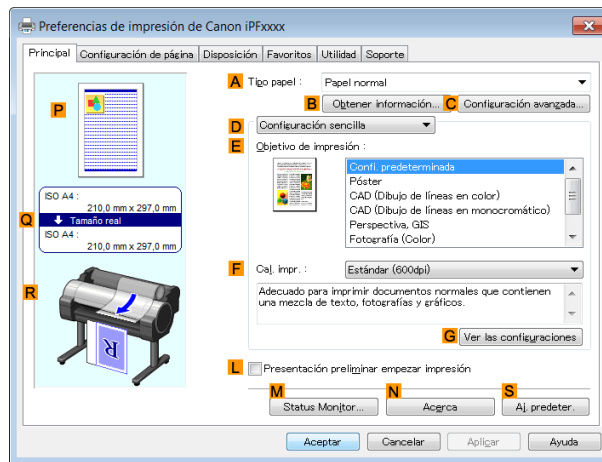 Preferencias de impresión de Canon iPFxxxx
Principal Configuración de página Disposición Favoritos Utilidad Soporte
A Tipo papel : Papel normal
B Obtener información... C Configuración avanzada...
P
D Configuración sencilla
E Objetivo de impresión :
Confi. predeterminada
Póster
CAD (Dibujo de líneas en color)
CAD (Dibujo de líneas en monocromático)
Perspectiva, GIS
Fotografía (Color)
ISO A4 :
210,0 mm x 297,0 mm
Q Tamaño real
ISO A4 :
210,0 mm x 297,0 mm
F Cal. impr. : Estándar (600dpi)
Adecuado para imprimir documentos normales que contienen
una mezcla de texto, fotografías y gráficos.
R
G Ver las configuraciones
L Presentación preliminar empezar impresión
M N S
Status Monitor... Acerca Aj. predeter.
Aceptar Cancelar Aplicar Ayuda